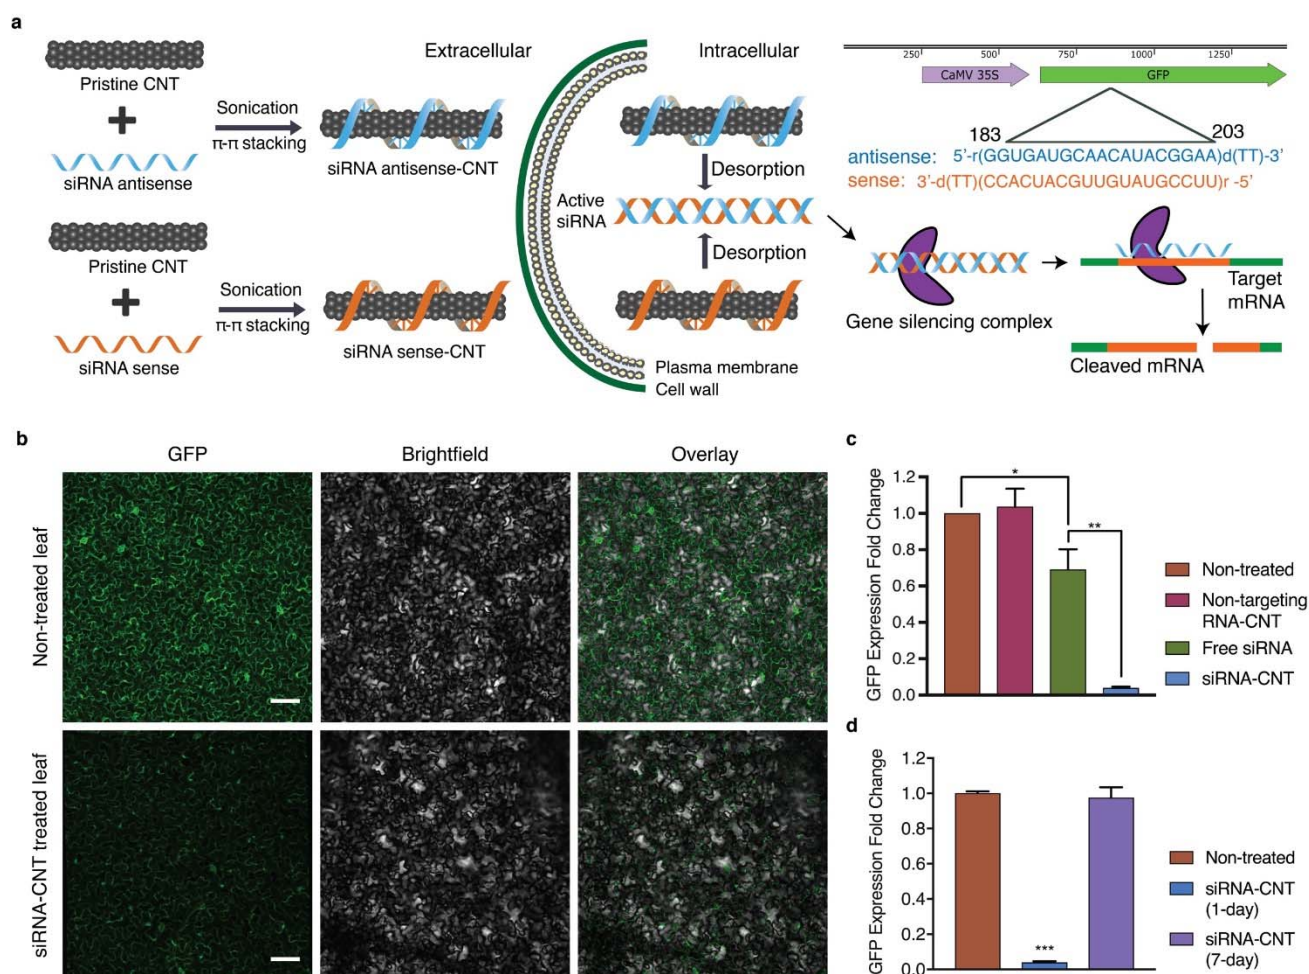 a
Pristine CNT
+
siRNA antisense
Sonication
π-π stacking
siRNA antisense-CNT
Pristine CNT
+
siRNA sense
Sonication
π-π stacking
siRNA sense-CNT
Extracellular
Intracellular
Desorption
Active
siRNA
Desorption
Plasma membrane
Cell wall
250
500
750
1000
1250
CaMV 35S
GFP
183
203
antisense: 5’-r(GGUGAUGCAACAUACGGAA)d(TT)-3’
sense: 3’-d(TT)(CCACUACGUUGUAUGCCUU)r -5’
Gene silencing complex
Target
mRNA
Cleaved mRNA
b
GFP
Brightfield
Overlay
Non-treated leaf
siRNA-CNT treated leaf
c
GFP Expression Fold Change
1.2
1.0
0.8
0.6
0.4
0.2
0.0
*
**
Non-treated
Non-targeting
RNA-CNT
Free siRNA
siRNA-CNT
d
GFP Expression Fold Change
1.2
1.0
0.8
0.6
0.4
0.2
0.0
***
Non-treated
siRNA-CNT
(1-day)
siRNA-CNT
(7-day)